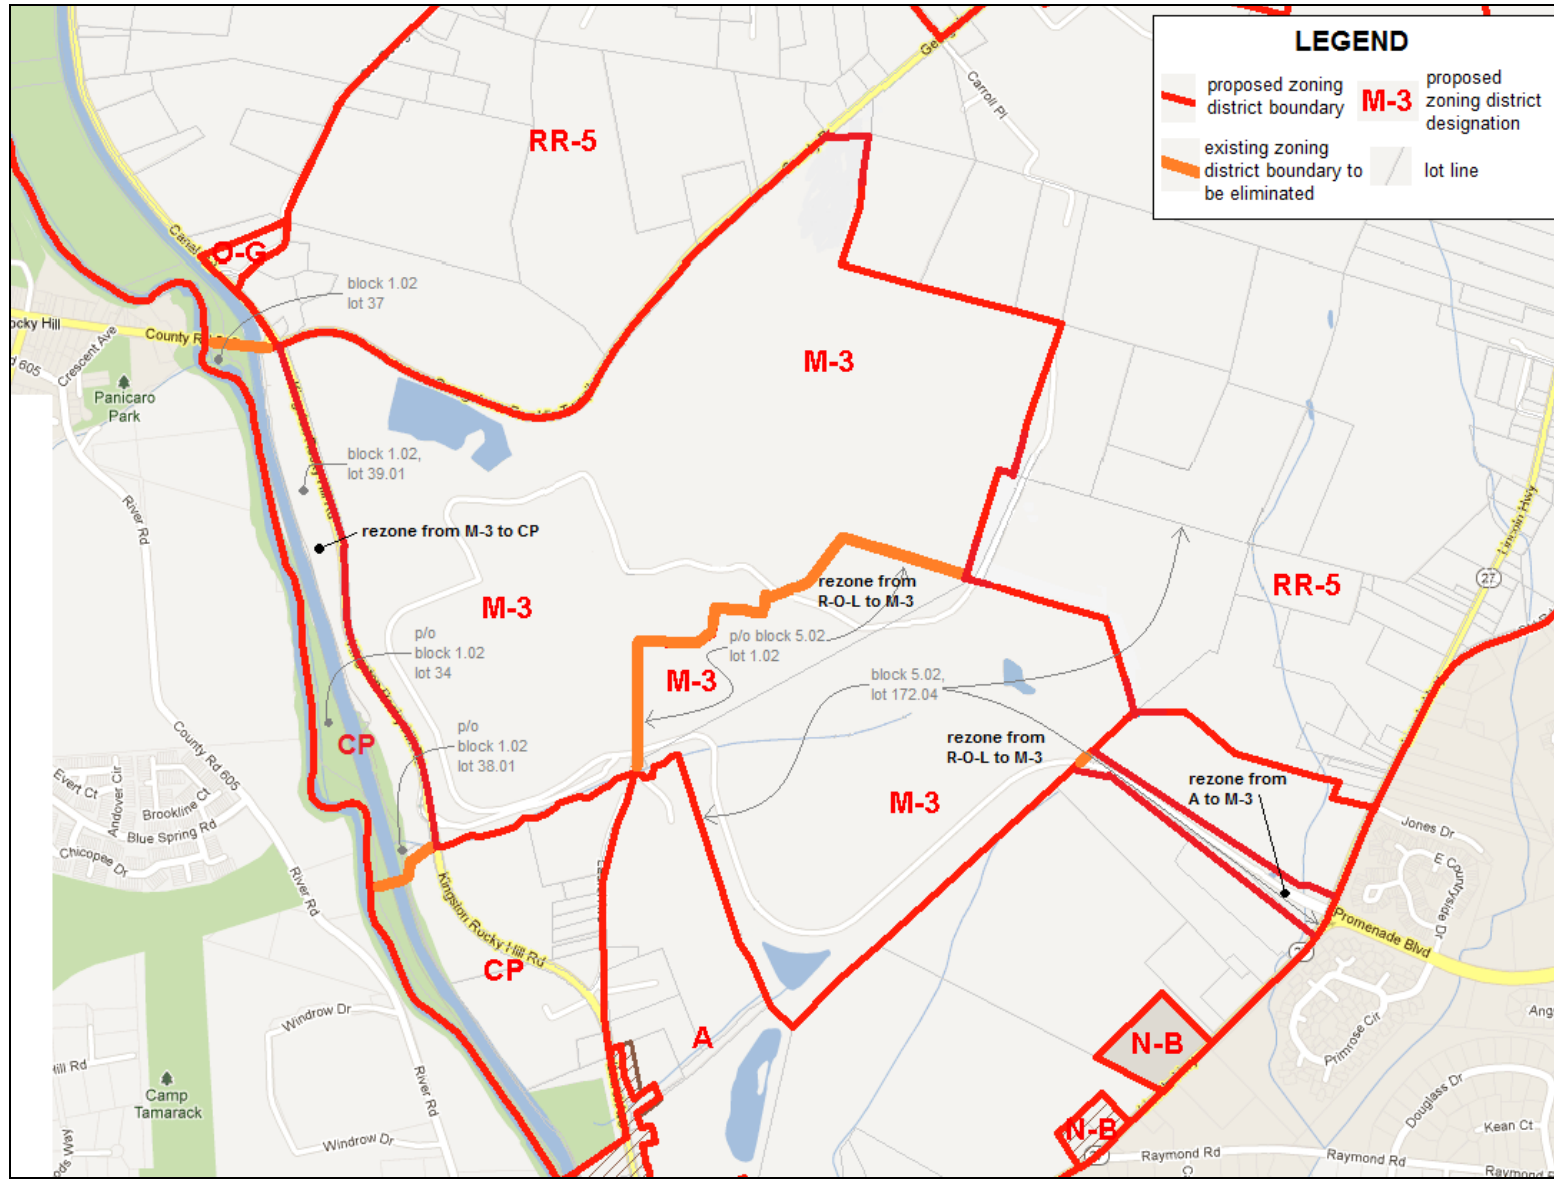 LEGEND
proposed zoning
district boundary
M-3
proposed
zoning district
designation
existing zoning
district boundary to
be eliminated
lot line
Carroll Pl
RR-5
O-G
block 1.02
lot 37
County Rd
Crescent Ave
Panicaro
Park
M-3
block 1.02,
lot 39.01
River Rd
rezone from M-3 to CP
Lincoln Hwy
27
RR-5
rezone from
R-O-L to M-3
M-3
p/o
block 1.02
lot 34
p/o block 5.02
lot 1.02
M-3
block 5.02,
lot 172.04
County Rd 605
CP
p/o
block 1.02
lot 38.01
rezone from
R-O-L to M-3
rezone from
A to M-3
M-3
Evert Ct
Andover Cir
Brookline Ct
Blue Spring Rd
Chicopee Dr
Jones Dr
E Countryside Dr
River Rd
Kingston Rocky Hill Rd
Promenade Blvd
CP
Windrow Dr
A
N-B
Primrose Cir
River Rd
Camp
Tamarack
Windrow Dr
N-B
Douglass Dr
Kean Ct
Raymond Rd
Raymond Rd
Raymond